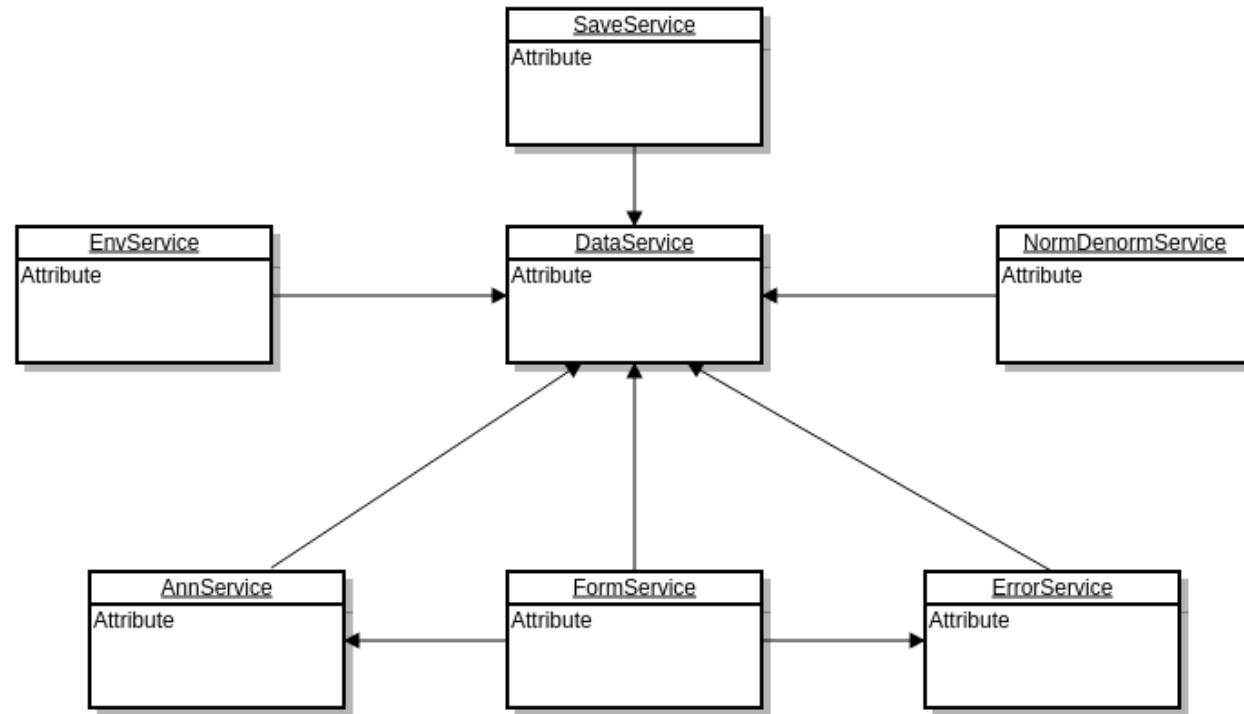 SaveService
Attribute
EnvService
Attribute
DataService
Attribute
NormDenormService
Attribute
AnnService
Attribute
FormService
Attribute
ErrorService
Attribute